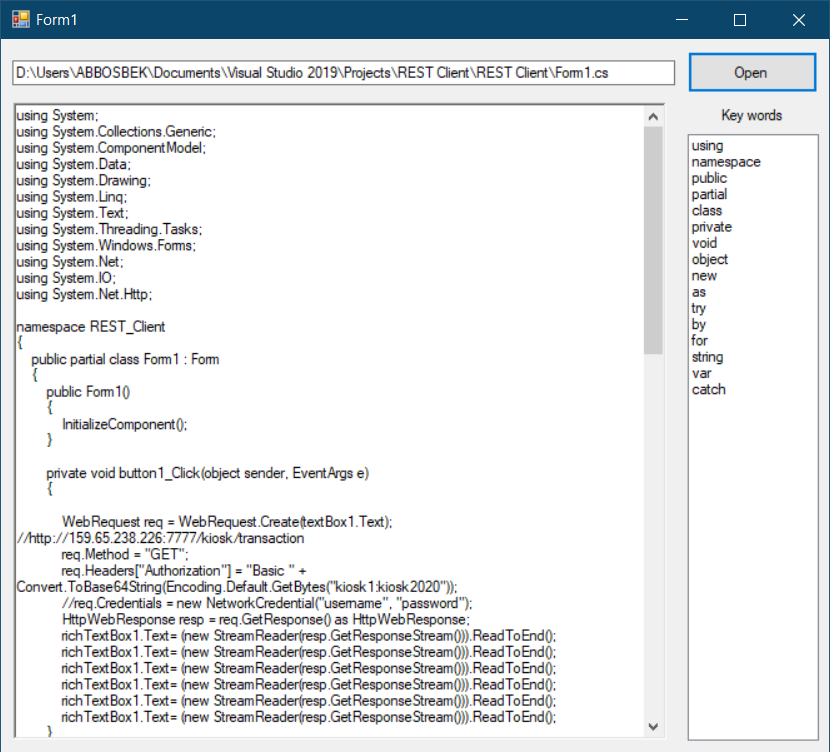 Form1
D:\Users\ABBOSBEK\Documents\Visual Studio 2019\Projects\REST Client\REST Client\Form1.cs
Open
using System;
using System.Collections.Generic;
using System.ComponentModel;
using System.Data;
using System.Drawing;
using System.Linq;
using System.Text;
using System.Threading.Tasks;
using System.Windows.Forms;
using System.Net;
using System.IO;
using System.Net.Http;
namespace REST_Client
{
public partial class Form1 : Form
{
public Form1()
{
InitializeComponent();
}
private void button1_Click(object sender, EventArgs e)
{
WebRequest req = WebRequest.Create(textBox1.Text);
//http://159.65.238.226:7777/kiosk/transaction
req.Method = "GET";
req.Headers["Authorization"] = "Basic " +
Convert.ToBase64String(Encoding.Default.GetBytes("kiosk1:kiosk2020"));
//req.Credentials = new NetworkCredential("username", "password");
HttpWebResponse resp = req.GetResponse() as HttpWebResponse;
richTextBox1.Text= (new StreamReader(resp.GetResponseStream())).ReadToEnd();
richTextBox1.Text= (new StreamReader(resp.GetResponseStream())).ReadToEnd();
richTextBox1.Text= (new StreamReader(resp.GetResponseStream())).ReadToEnd();
richTextBox1.Text= (new StreamReader(resp.GetResponseStream())).ReadToEnd();
richTextBox1.Text= (new StreamReader(resp.GetResponseStream())).ReadToEnd();
richTextBox1.Text= (new StreamReader(resp.GetResponseStream())).ReadToEnd();
}
Key words
using
namespace
public
partial
class
private
void
object
new
as
try
by
for
string
var
catch